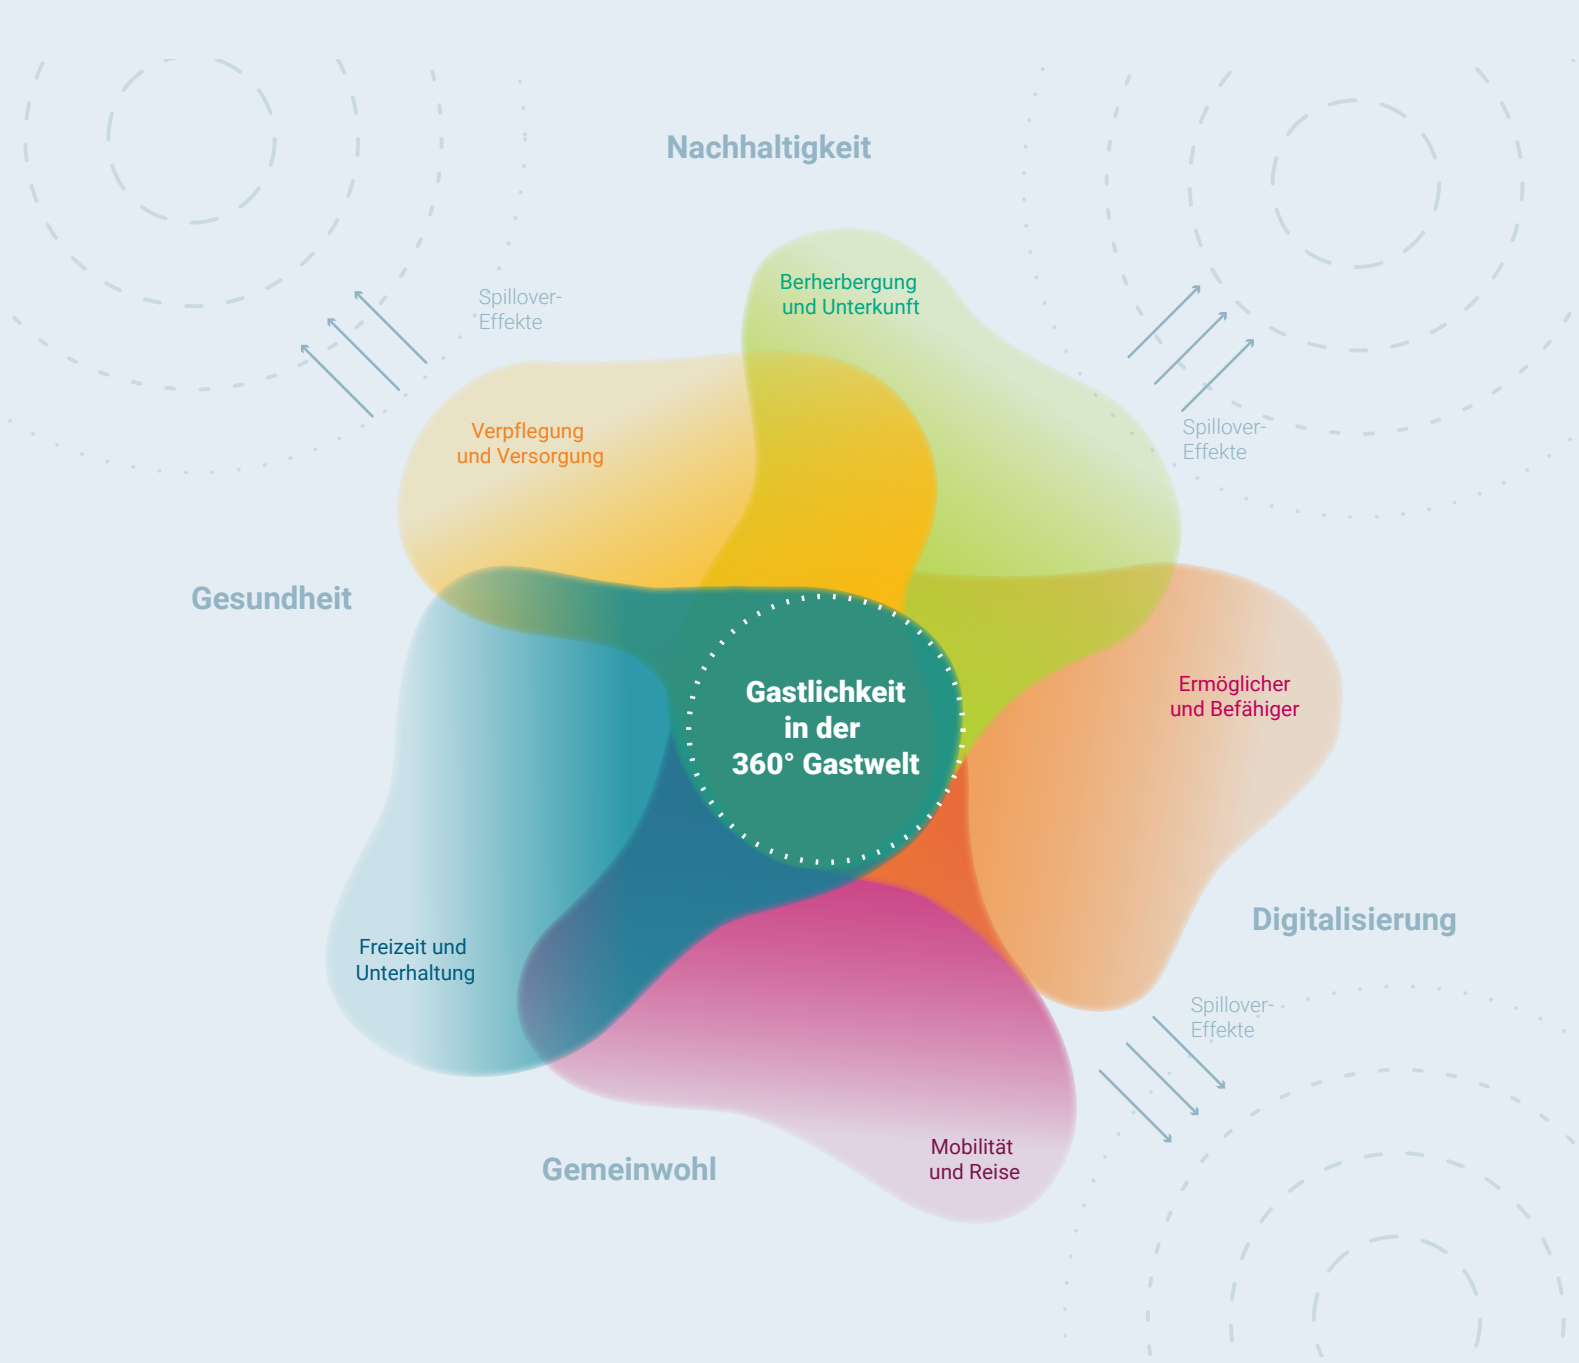 Nachhaltigkeit
Berherbergung
und Unterkunft
Spillover-
Effekte
Spillover-
Effekte
Verpflegung
und Versorgung
Gesundheit
Gastlichkeit
in der
360° Gastwelt
Ermöglicher
und Befähiger
Digitalisierung
Freizeit und
Unterhaltung
Spillover-
Effekte
Mobilität
und Reise
Gemeinwohl